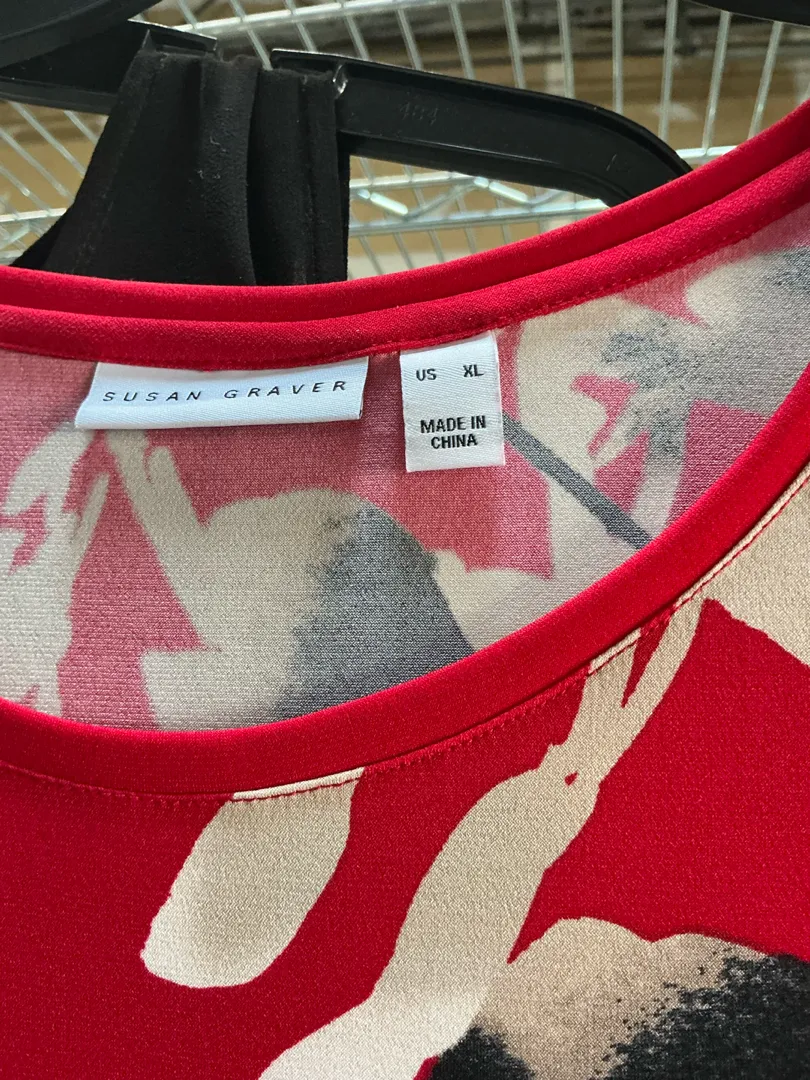 SUSAN GRAVER
US XL
MADE IN
CHINA